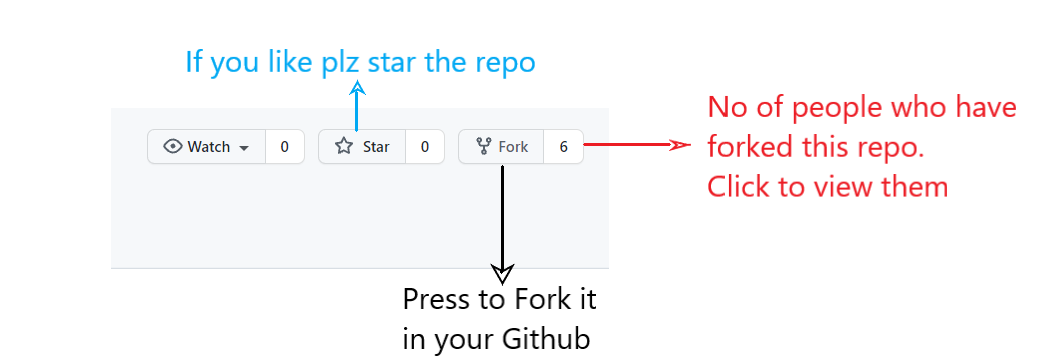 If you like plz star the repo
Watch 0 Star 0 Fork 6
No of people who have
forked this repo.
Click to view them
Press to Fork it
in your Github